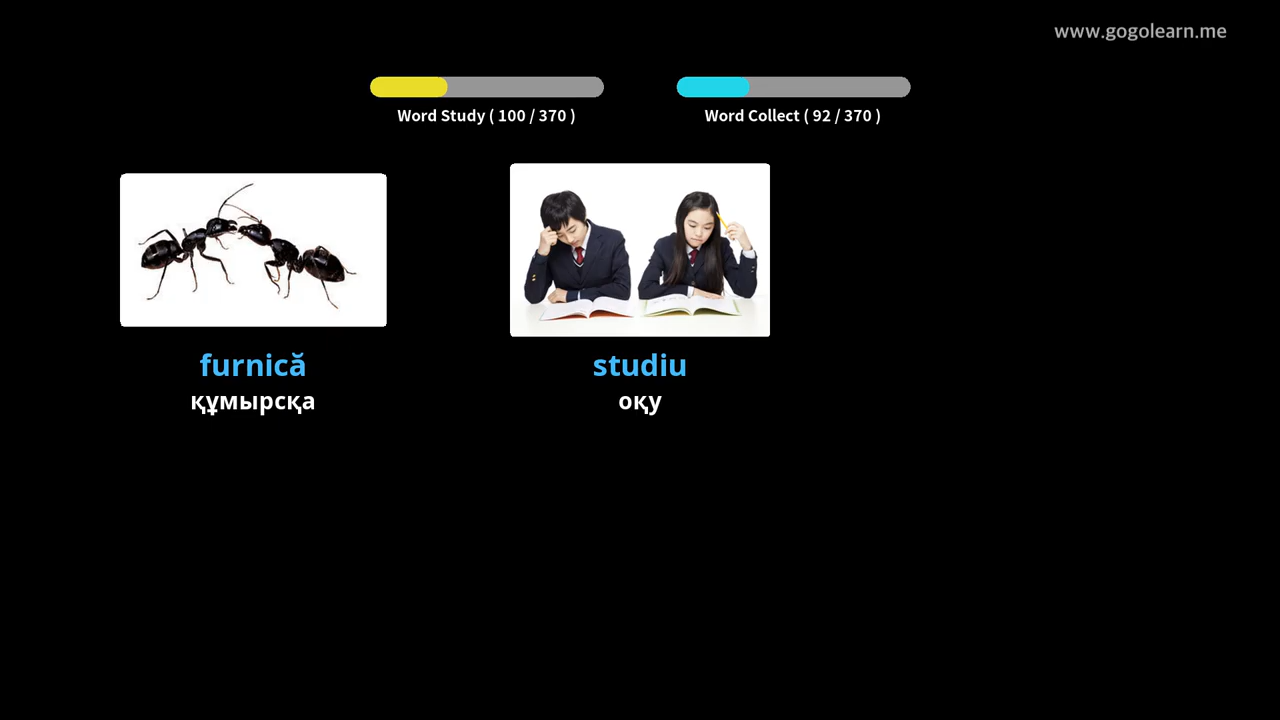 www.gogolearn.me
Word Study ( 100 / 370 )
Word Collect ( 92 / 370 )
furnică
құмырсқа
studiu
оқу